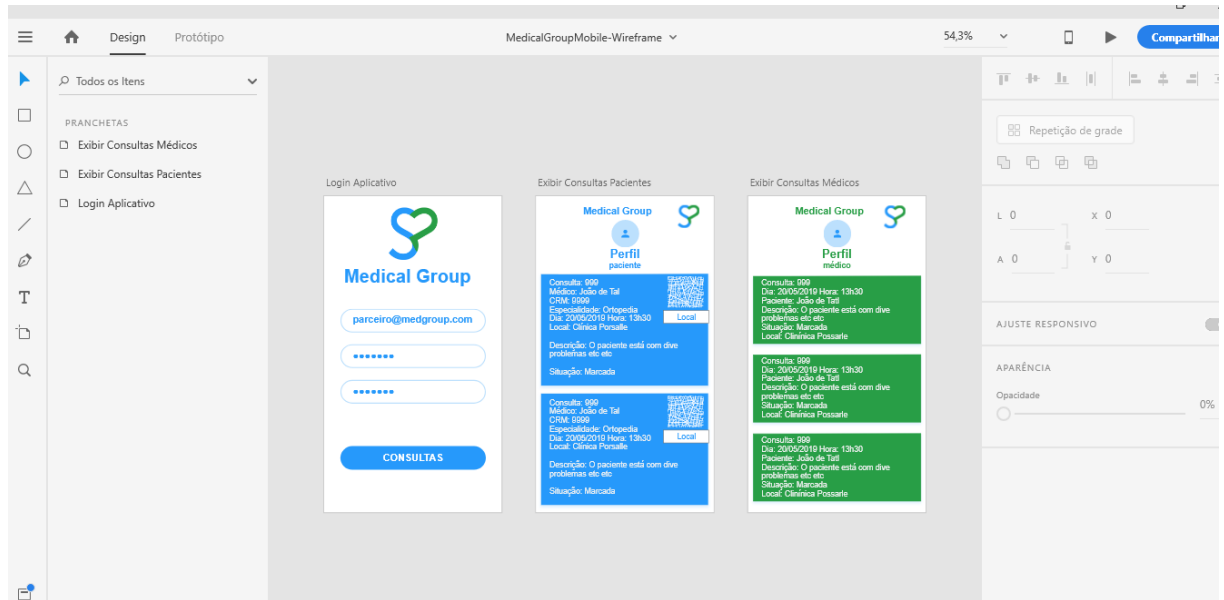 Design
Protótipo
MedicalGroupMobile-Wireframe
54,3%
Compartilhar
Todos os Itens
PRANCHETAS
Exibir Consultas Médicos
Exibir Consultas Pacientes
Login Aplicativo
Login Aplicativo
Medical Group
parceiro@medgroup.com
CONSULTAS
Exibir Consultas Pacientes
Medical Group
Perfil
paciente
Consulta: 999
Médico: João de Tal
CRM: 9999
Especialidade: Ortopedia
Dia: 20/05/2019 Hora: 13h30
Local: Clínica Porsalle
Local
Descrição: O paciente está com dive
problemas etc etc
Situação: Marcada
Consulta: 999
Médico: João de Tal
CRM: 9999
Especialidade: Ortopedia
Dia: 20/05/2019 Hora: 13h30
Local: Clínica Porsalle
Local
Descrição: O paciente está com dive
problemas etc etc
Situação: Marcada
Exibir Consultas Médicos
Medical Group
Perfil
médico
Consulta: 999
Dia: 20/05/2019 Hora: 13h30
Paciente: João de Tatl
Descrição: O paciente está com dive
problemas etc etc
Situação: Marcada
Local: Clinínica Possarle
Consulta: 999
Dia: 20/05/2019 Hora: 13h30
Paciente: João de Tatl
Descrição: O paciente está com dive
problemas etc etc
Situação: Marcada
Local: Clinínica Possarle
Consulta: 999
Dia: 20/05/2019 Hora: 13h30
Paciente: João de Tatl
Descrição: O paciente está com dive
problemas etc etc
Situação: Marcada
Local: Clinínica Possarle
Repetição de grade
L 0 X 0
A 0 Y 0
AJUSTE RESPONSIVO
APARÊNCIA
Opacidade
0%